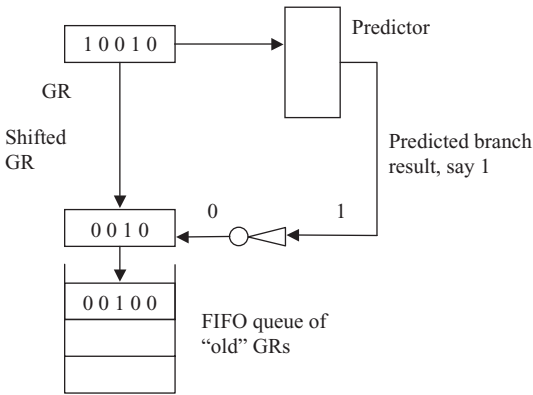 1 0 0 1 0
Predictor
GR
Shifted
GR
Predicted branch
result, say 1
0
1
0 0 1 0
0 0 1 0 0
FIFO queue of
“old” GRs